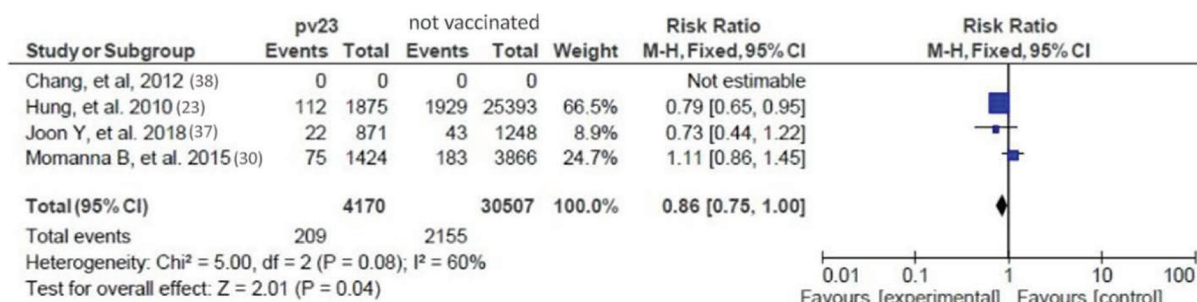 pv23 not vaccinated Risk Ratio Risk Ratio
Study or Subgroup Events Total Events Total Weight M-H, Fixed, 95% CI M-H, Fixed, 95% CI
Chang, et al, 2012 (38) 0 0 0 0 Not estimable
Hung, et al. 2010 (23) 112 1875 1929 25393 66.5% 0.79 [0.65, 0.95]
Joon Y, et al. 2018 (37) 22 871 43 1248 8.9% 0.73 [0.44, 1.22]
Momanna B, et al. 2015 (30) 75 1424 183 3866 24.7% 1.11 [0.86, 1.45]
Total (95% CI) 4170 30507 100.0% 0.86 [0.75, 1.00]
Total events 209 2155
Heterogeneity: Chi² = 5.00, df = 2 (P = 0.08); I² = 60%
Test for overall effect: Z = 2.01 (P = 0.04)
0.01 0.1 1 10 100
Favours [experimental] Favours [control]